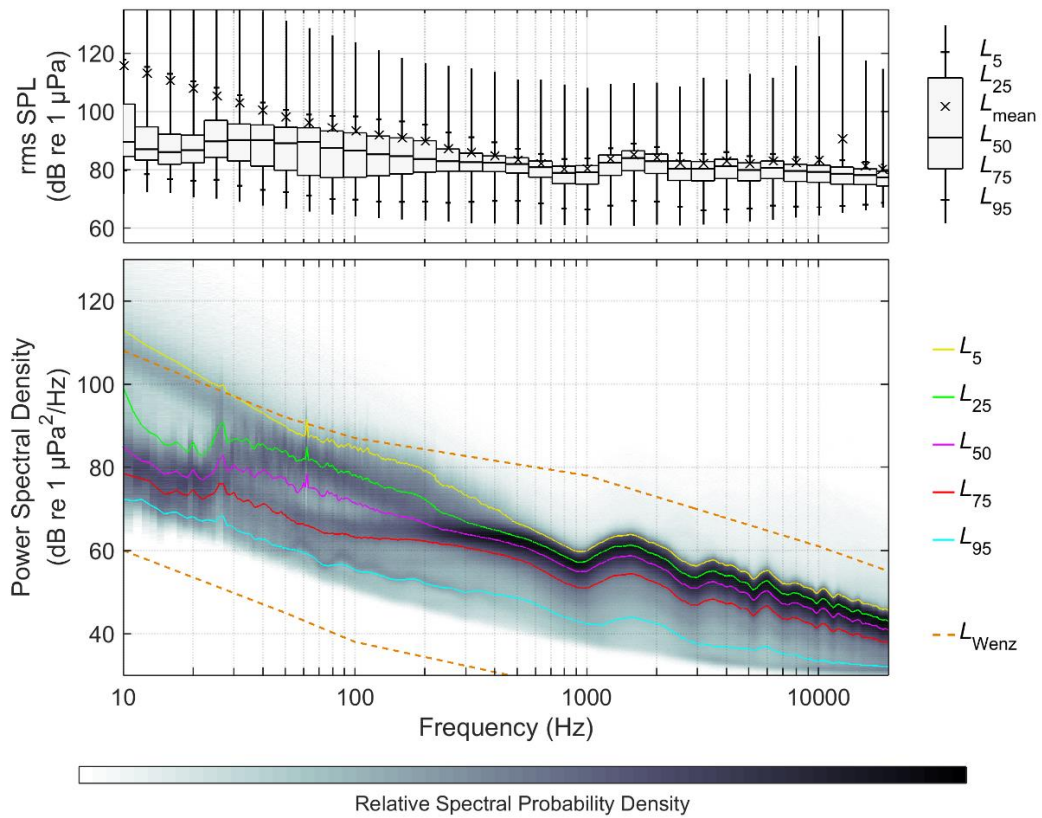 120
100
80
60
rms SPL
(dB re 1 µPa)
L5
L25
Lmean
L50
L75
L95
120
100
80
60
40
Power Spectral Density
(dB re 1 µPa²/Hz)
10
100
1000
10000
Frequency (Hz)
L5
L25
L50
L75
L95
LWenz
Relative Spectral Probability Density